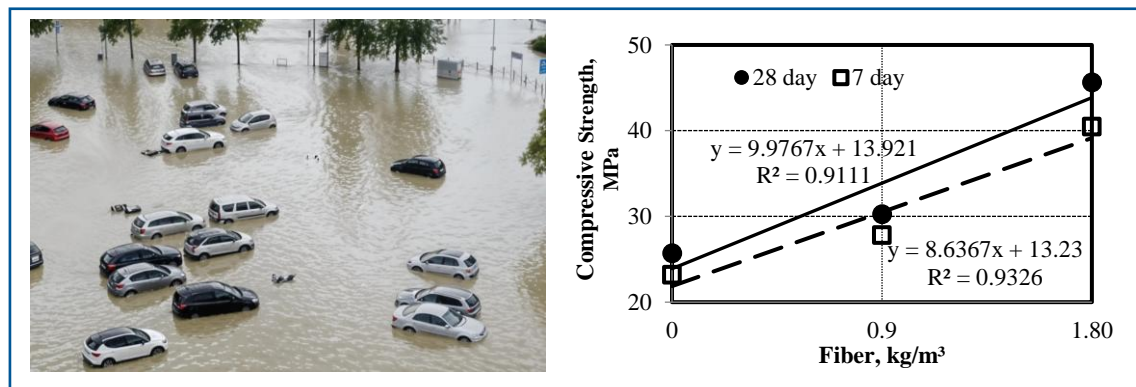 50
40
30
20
Compressive Strength,
MPa
28 day
7 day
y = 9.9767x + 13.921
R² = 0.9111
y = 8.6367x + 13.23
R² = 0.9326
0
0.9
1.80
Fiber, kg/m³